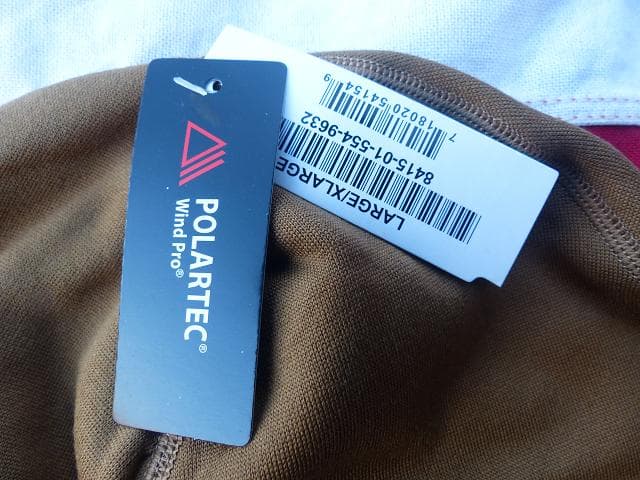 POLARTEC®
Wind Pro®
LARGE/XLARGE
8415-01-554-9632
7 18020 54154 9